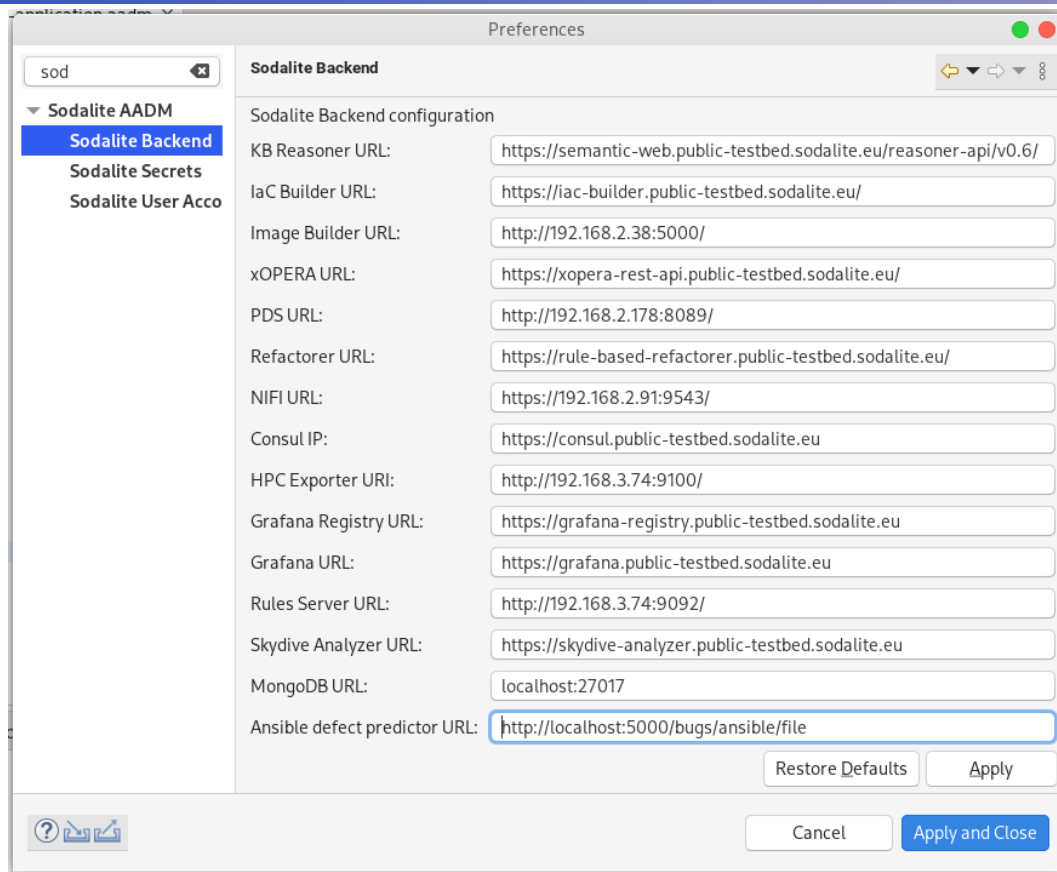 Preferences
sod
Sodalite AADM
Sodalite Backend
Sodalite Secrets
Sodalite User Acco
Sodalite Backend
Sodalite Backend configuration
KB Reasoner URL: https://semantic-web.public-testbed.sodalite.eu/reasoner-api/v0.6/
IaC Builder URL: https://iac-builder.public-testbed.sodalite.eu/
Image Builder URL: http://192.168.2.38:5000/
xOPERA URL: https://xopera-rest-api.public-testbed.sodalite.eu/
PDS URL: http://192.168.2.178:8089/
Refactorer URL: https://rule-based-refactorer.public-testbed.sodalite.eu/
NIFI URL: https://192.168.2.91:9543/
Consul IP: https://consul.public-testbed.sodalite.eu
HPC Exporter URI: http://192.168.3.74:9100/
Grafana Registry URL: https://grafana-registry.public-testbed.sodalite.eu
Grafana URL: https://grafana.public-testbed.sodalite.eu
Rules Server URL: http://192.168.3.74:9092/
Skydive Analyzer URL: https://skydive-analyzer.public-testbed.sodalite.eu
MongoDB URL: localhost:27017
Ansible defect predictor URL: http://localhost:5000/bugs/ansible/file
Restore Defaults Apply
Cancel Apply and Close